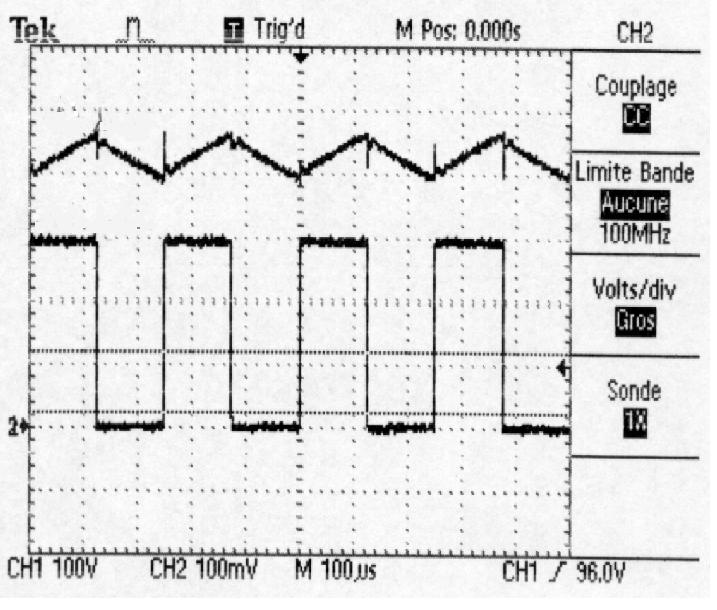 Tek T Trig'd M Pos: 0.000s CH2
Couplage
CC
Limite Bande
Aucune
100MHz
Volts/div
Gros
Sonde
1X
2
CH1 100V CH2 100mV M 100µs CH1 96.0V